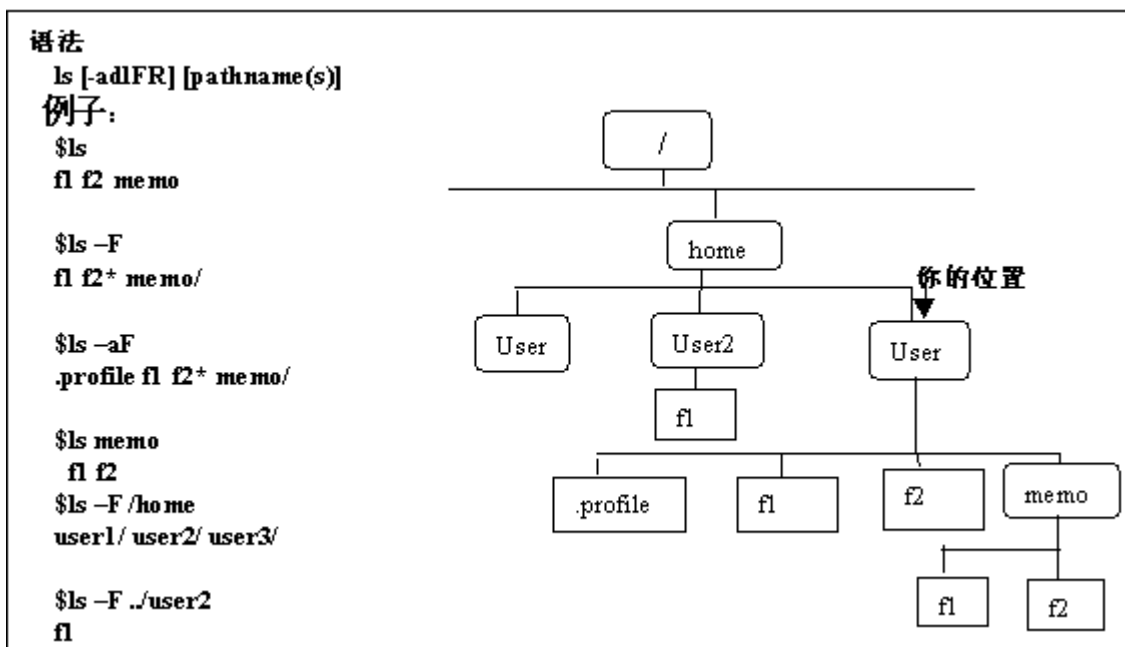 语法
ls [-adlFR] [pathname(s)]
例子：
$ls
f1 f2 memo
$ls –F
f1 f2* memo/
$ls –aF
.profile f1 f2* memo/
$ls memo
f1 f2
$ls –F /home
user1/ user2/ user3/
$ls –F ../user2
f1
/
home
你的位置
User
User2
User
f1
.profile
f1
f2
memo
f1
f2